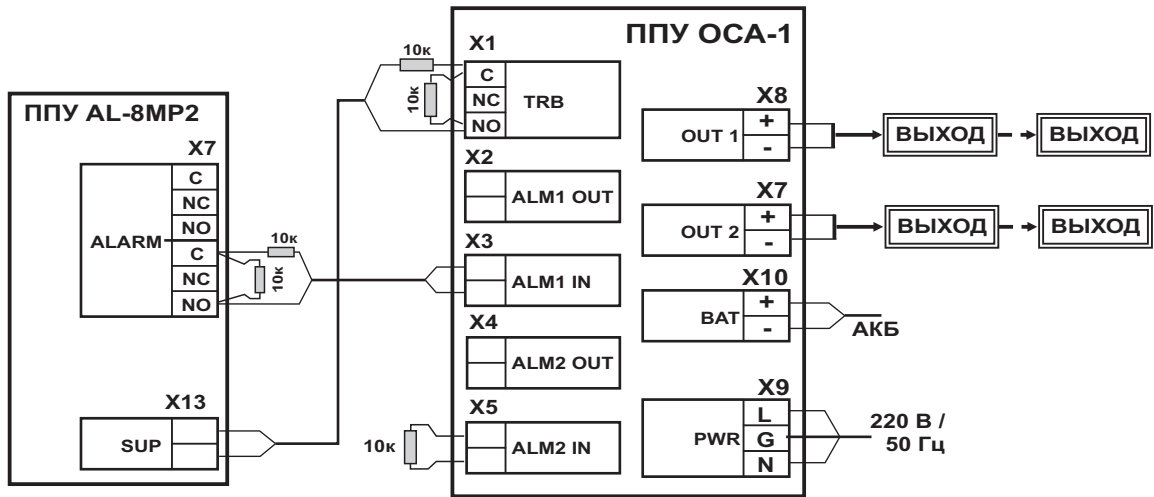 ППУ AL-8MP2
X7
ALARM
C
NC
NO
C
NC
NO
10к
10к
X13
SUP
ППУ ОСА-1
10к
10к
X1
C
NC
NO
TRB
X2
ALM1 OUT
X3
ALM1 IN
X4
ALM2 OUT
X5
10к
ALM2 IN
X8
OUT 1
+
-
ВЫХОД
ВЫХОД
X7
OUT 2
+
-
ВЫХОД
ВЫХОД
X10
BAT
+
-
АКБ
X9
PWR
L
G
N
220 В /
50 Гц